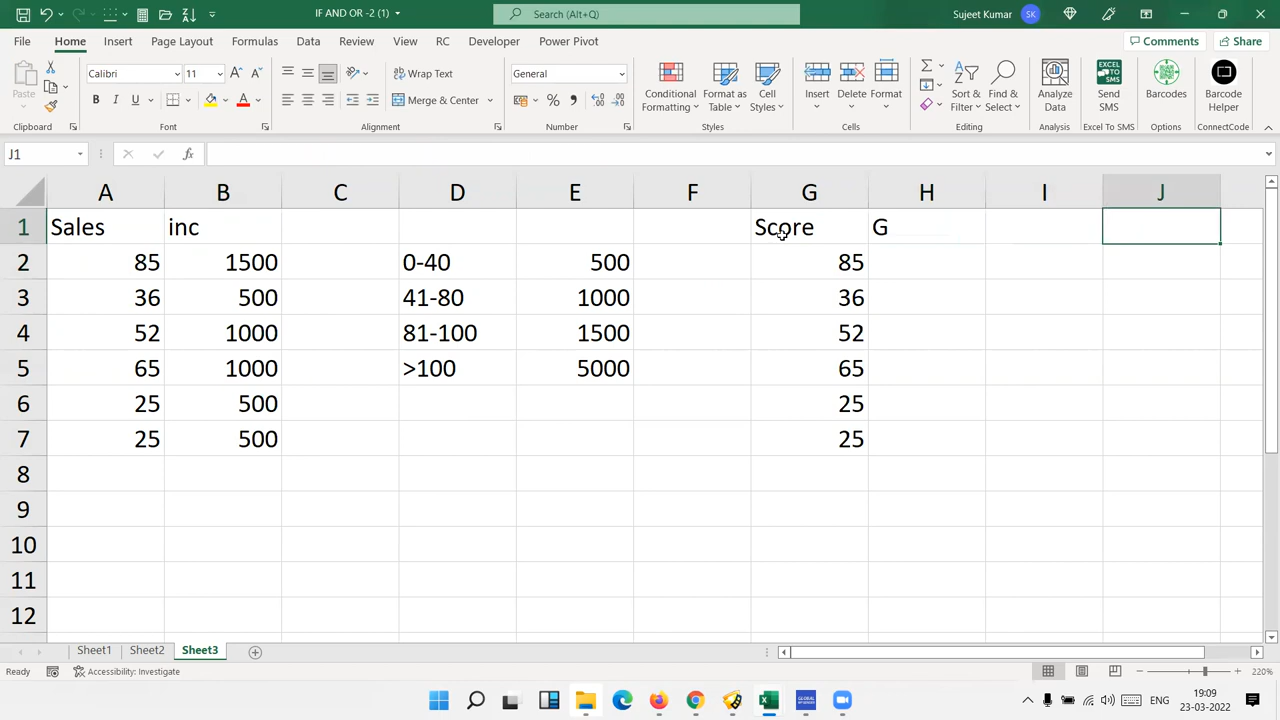 IF AND OR -2 (1)
Search (Alt+Q)
Sujeet Kumar
SK
File Home Insert Page Layout Formulas Data Review View RC Developer Power Pivot
Comments Share
Paste
Calibri 11
B I U
Wrap Text
Merge & Center
General
Conditional Formatting
Format as Table
Cell Styles
Insert
Delete
Format
Sort & Filter
Find & Select
Analyze Data
Excel To SMS
Send SMS
Barcodes
Barcode Helper
Clipboard Font Alignment Number Styles Cells Editing Analysis Excel To SMS Options ConnectCode
J1
fx
A B C D E F G H I J
1 Sales inc Score G
2 85 1500 0-40 500 85
3 36 500 41-80 1000 36
4 52 1000 81-100 1500 52
5 65 1000 >100 5000 65
6 25 500 25
7 25 500 25
8
9
10
11
12
Sheet1 Sheet2 Sheet3
Ready Accessibility: Investigate
220%
ENG
19:09
23-03-2022